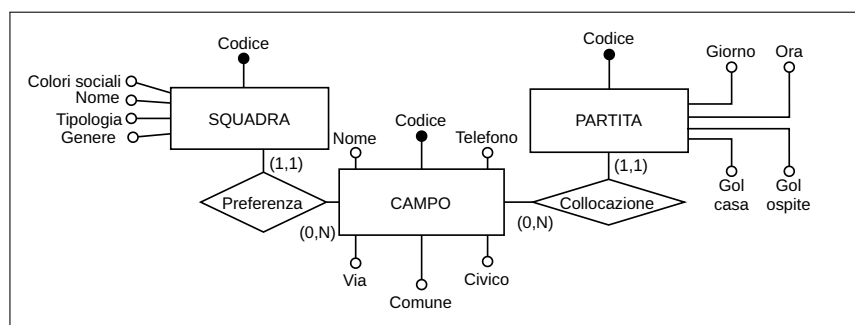 Codice
Colori sociali
Nome
Tipologia
Genere
SQUADRA
(1,1)
Preferenza
(0,N)
Nome
Codice
Telefono
CAMPO
Via
Comune
Civico
Codice
Giorno
Ora
PARTITA
(1,1)
Gol
casa
Gol
ospite
Collocazione
(0,N)